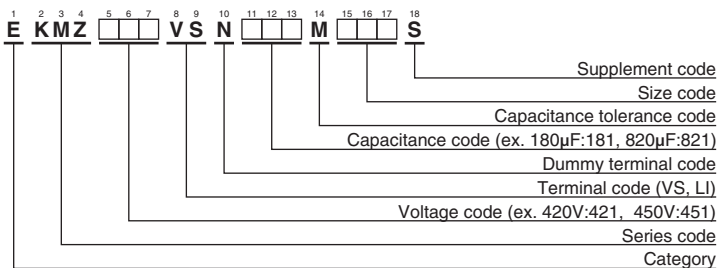 1 2 3 4 5 6 7 8 9 10 11 12 13 14 15 16 17 18
E KMZ VS N M S
Supplement code
Size code
Capacitance tolerance code
Capacitance code (ex. 180µF:181, 820µF:821)
Dummy terminal code
Terminal code (VS, LI)
Voltage code (ex. 420V:421, 450V:451)
Series code
Category